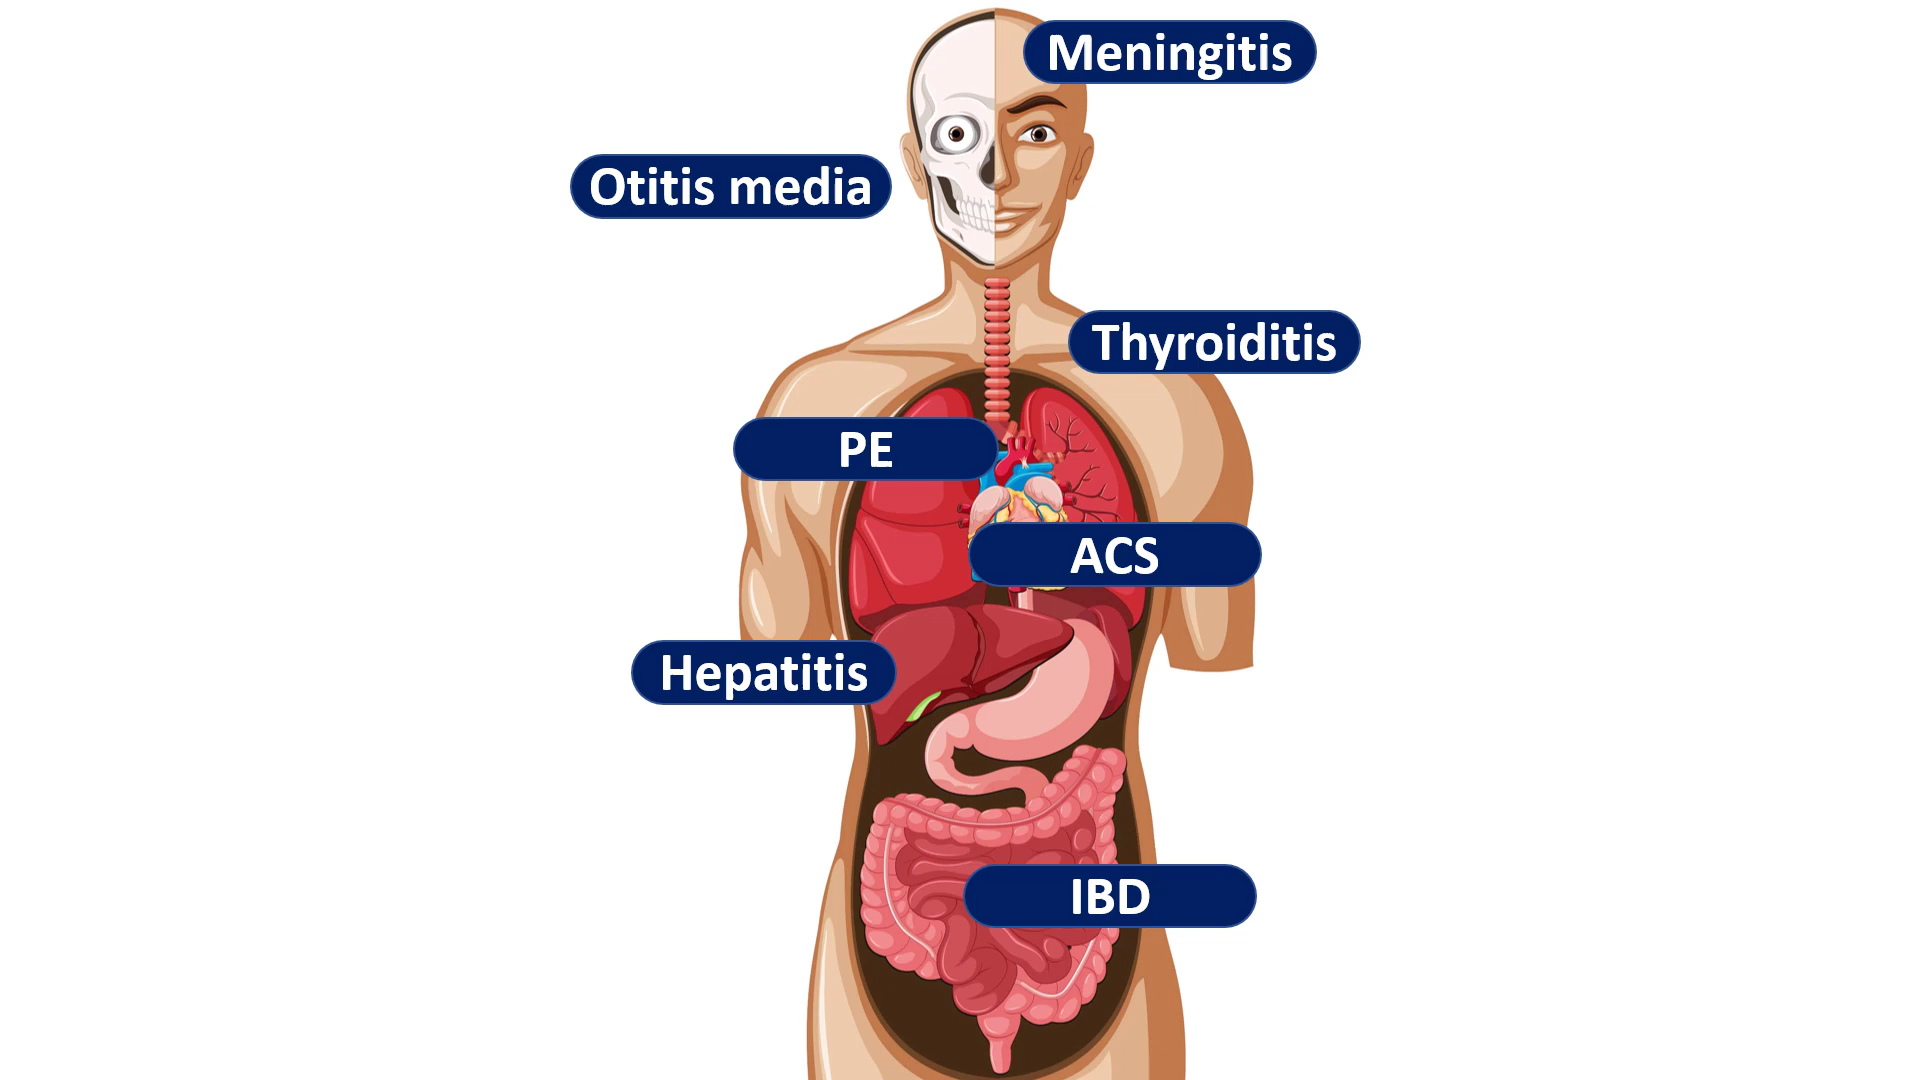 Meningitis
Otitis media
Thyroiditis
PE
ACS
Hepatitis
IBD